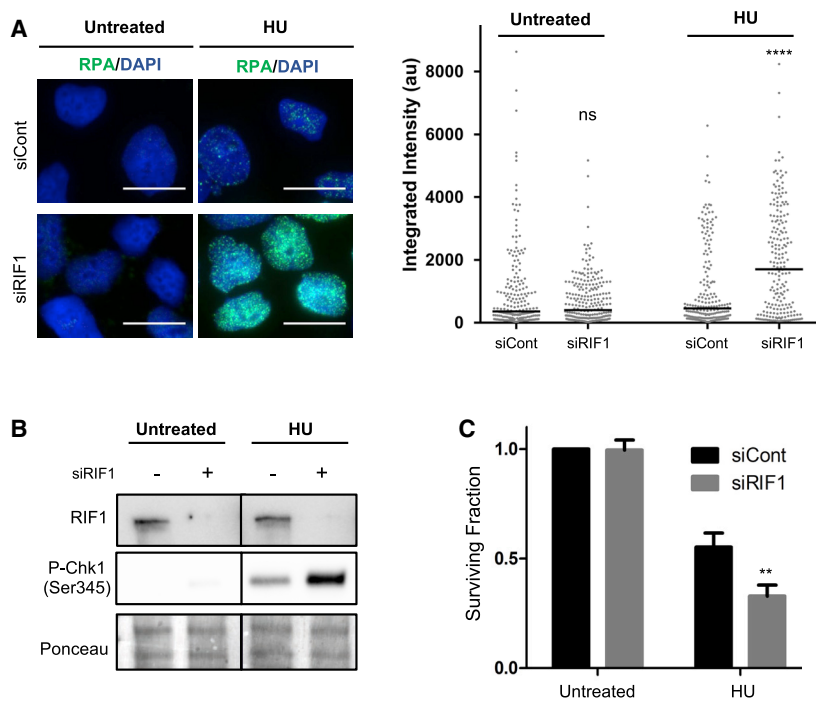 A
Untreated
HU
RPA/DAPI
RPA/DAPI
siCont
siRIF1
Untreated
HU
Integrated Intensity (au)
8000
6000
4000
2000
0
ns
****
siCont
siRIF1
siCont
siRIF1
B
Untreated
HU
siRIF1
-
+
-
+
RIF1
P-Chk1
(Ser345)
Ponceau
C
Surviving Fraction
1.0
0.5
0.0
siCont
siRIF1
**
Untreated
HU